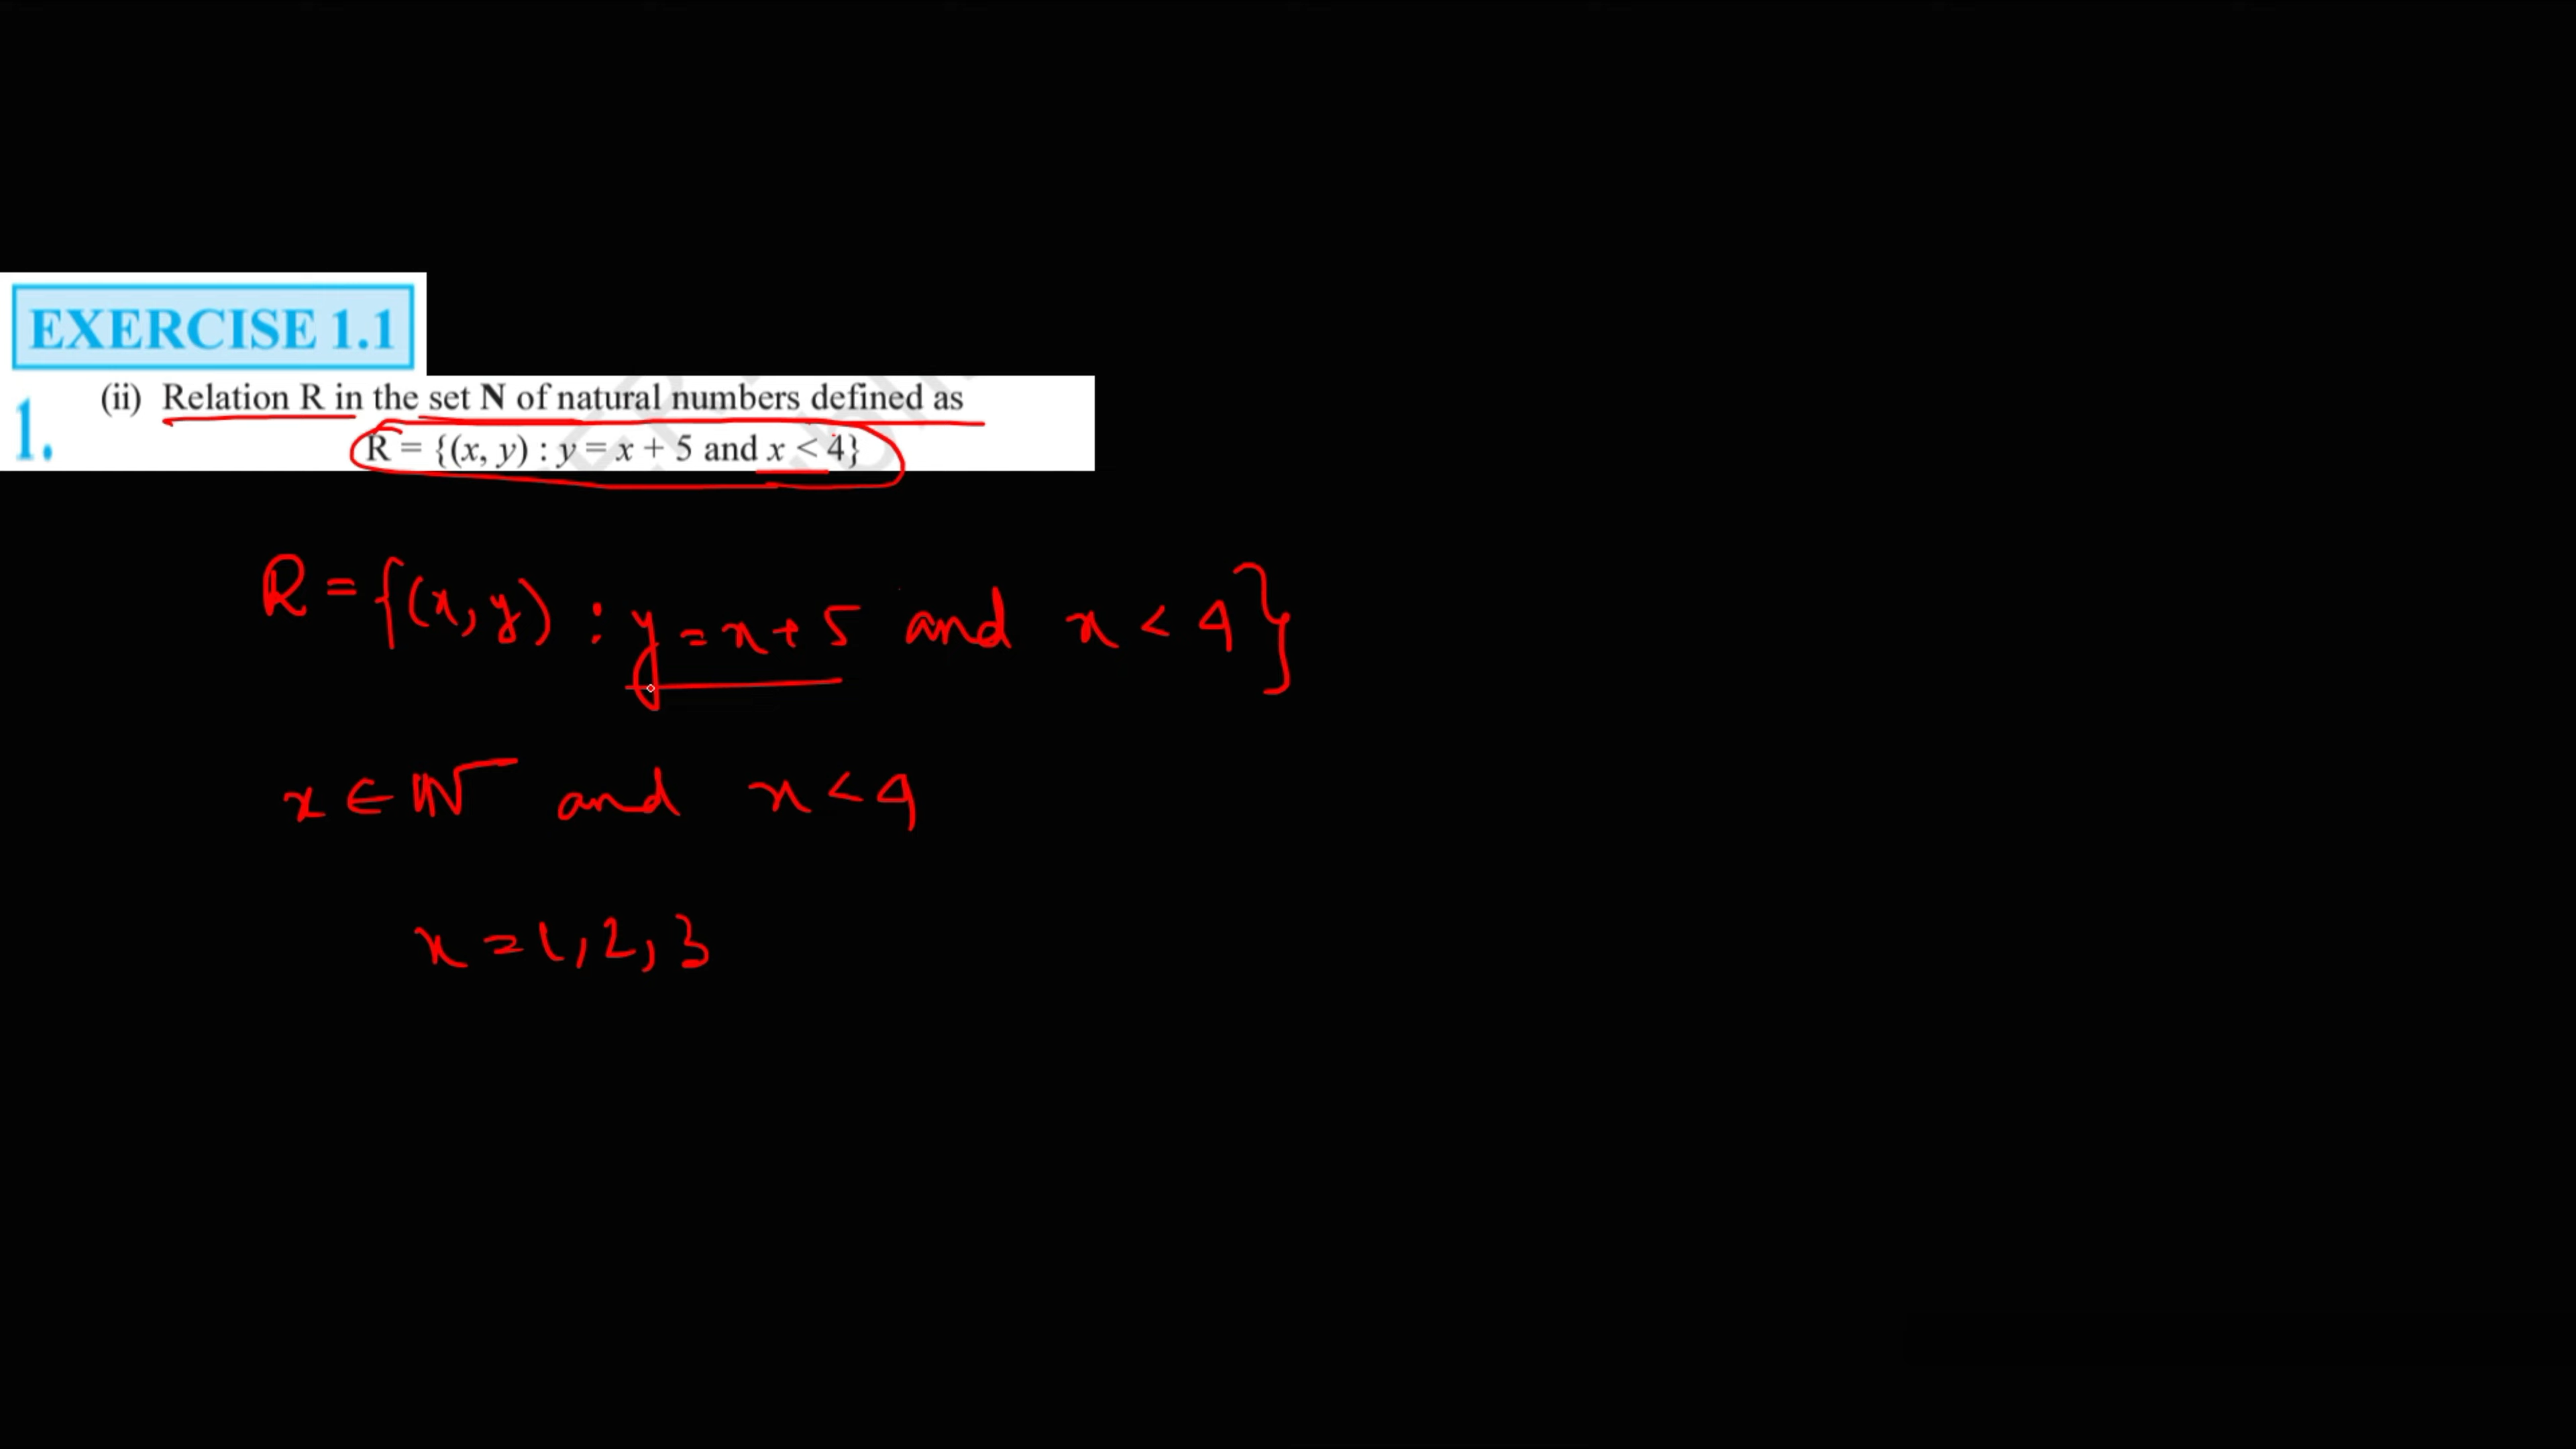 EXERCISE 1.1
1. (ii) Relation R in the set N of natural numbers defined as
R = {(x, y) : y = x + 5 and x < 4}
R = {(x, y) : y = x + 5 and x < 4}
x ∈ ℕ and x < 4
x = 1, 2, 3